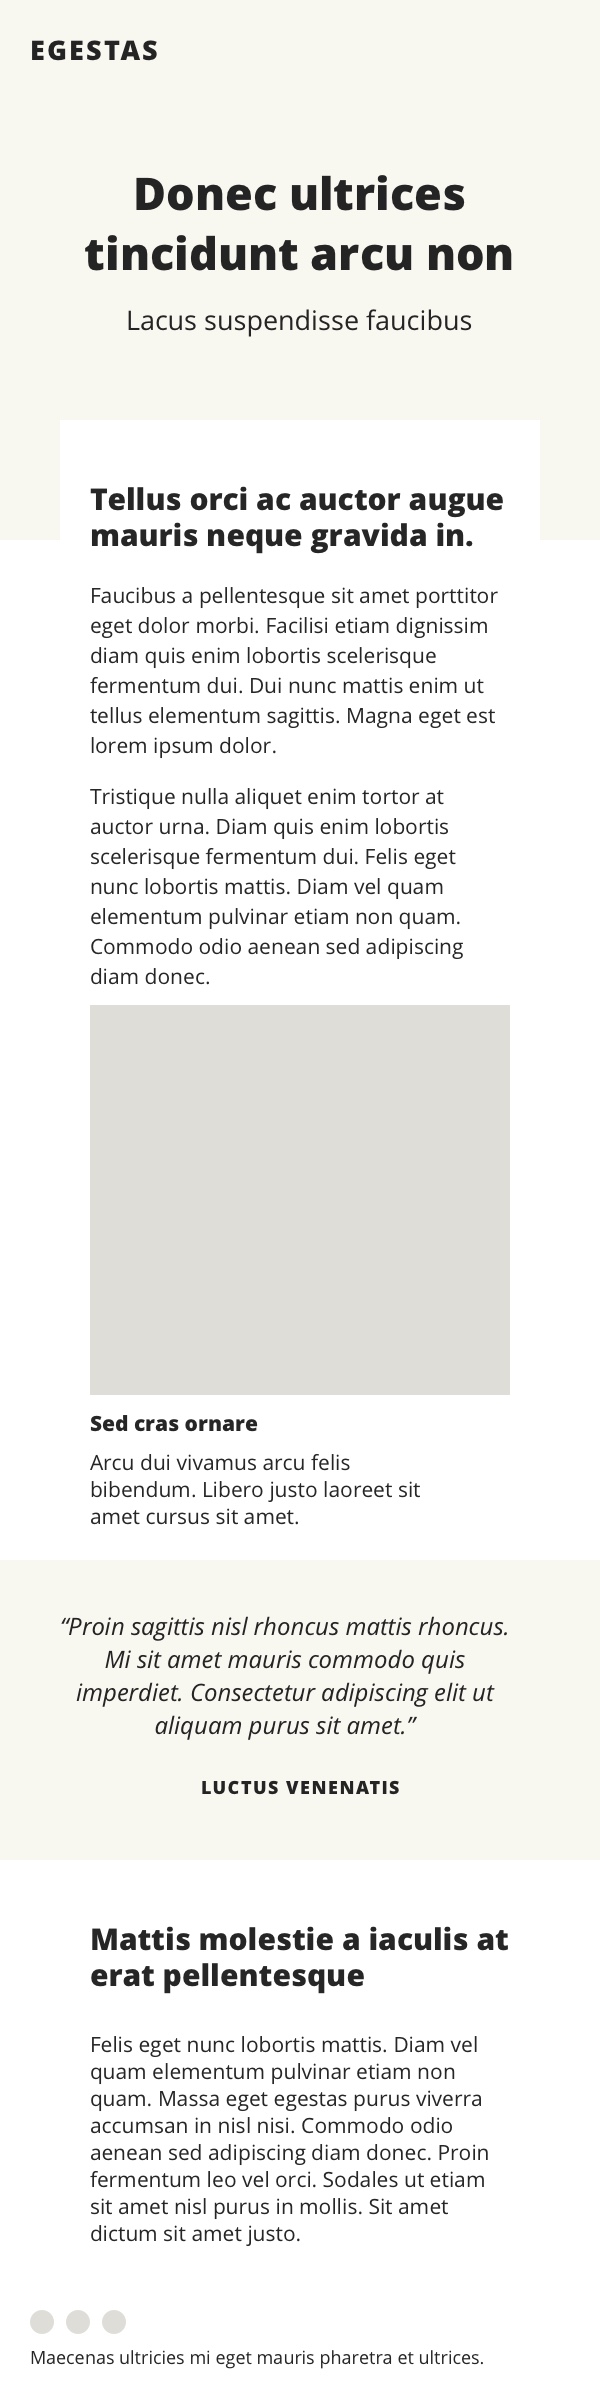 EGESTAS
Donec ultrices
tincidunt arcu non
Lacus suspendisse faucibus
Tellus orci ac auctor augue
mauris neque gravida in.
Faucibus a pellentesque sit amet porttitor
eget dolor morbi. Facilisi etiam dignissim
diam quis enim lobortis scelerisque
fermentum dui. Dui nunc mattis enim ut
tellus elementum sagittis. Magna eget est
lorem ipsum dolor.
Tristique nulla aliquet enim tortor at
auctor urna. Diam quis enim lobortis
scelerisque fermentum dui. Felis eget
nunc lobortis mattis. Diam vel quam
elementum pulvinar etiam non quam.
Commodo odio aenean sed adipiscing
diam donec.
Sed cras ornare
Arcu dui vivamus arcu felis
bibendum. Libero justo laoreet sit
amet cursus sit amet.
“Proin sagittis nisl rhoncus mattis rhoncus.
Mi sit amet mauris commodo quis
imperdiet. Consectetur adipiscing elit ut
aliquam purus sit amet.”
LUCTUS VENENATIS
Mattis molestie a iaculis at
erat pellentesque
Felis eget nunc lobortis mattis. Diam vel
quam elementum pulvinar etiam non
quam. Massa eget egestas purus viverra
accumsan in nisl nisi. Commodo odio
aenean sed adipiscing diam donec. Proin
fermentum leo vel orci. Sodales ut etiam
sit amet nisl purus in mollis. Sit amet
dictum sit amet justo.
Maecenas ultricies mi eget mauris pharetra et ultrices.